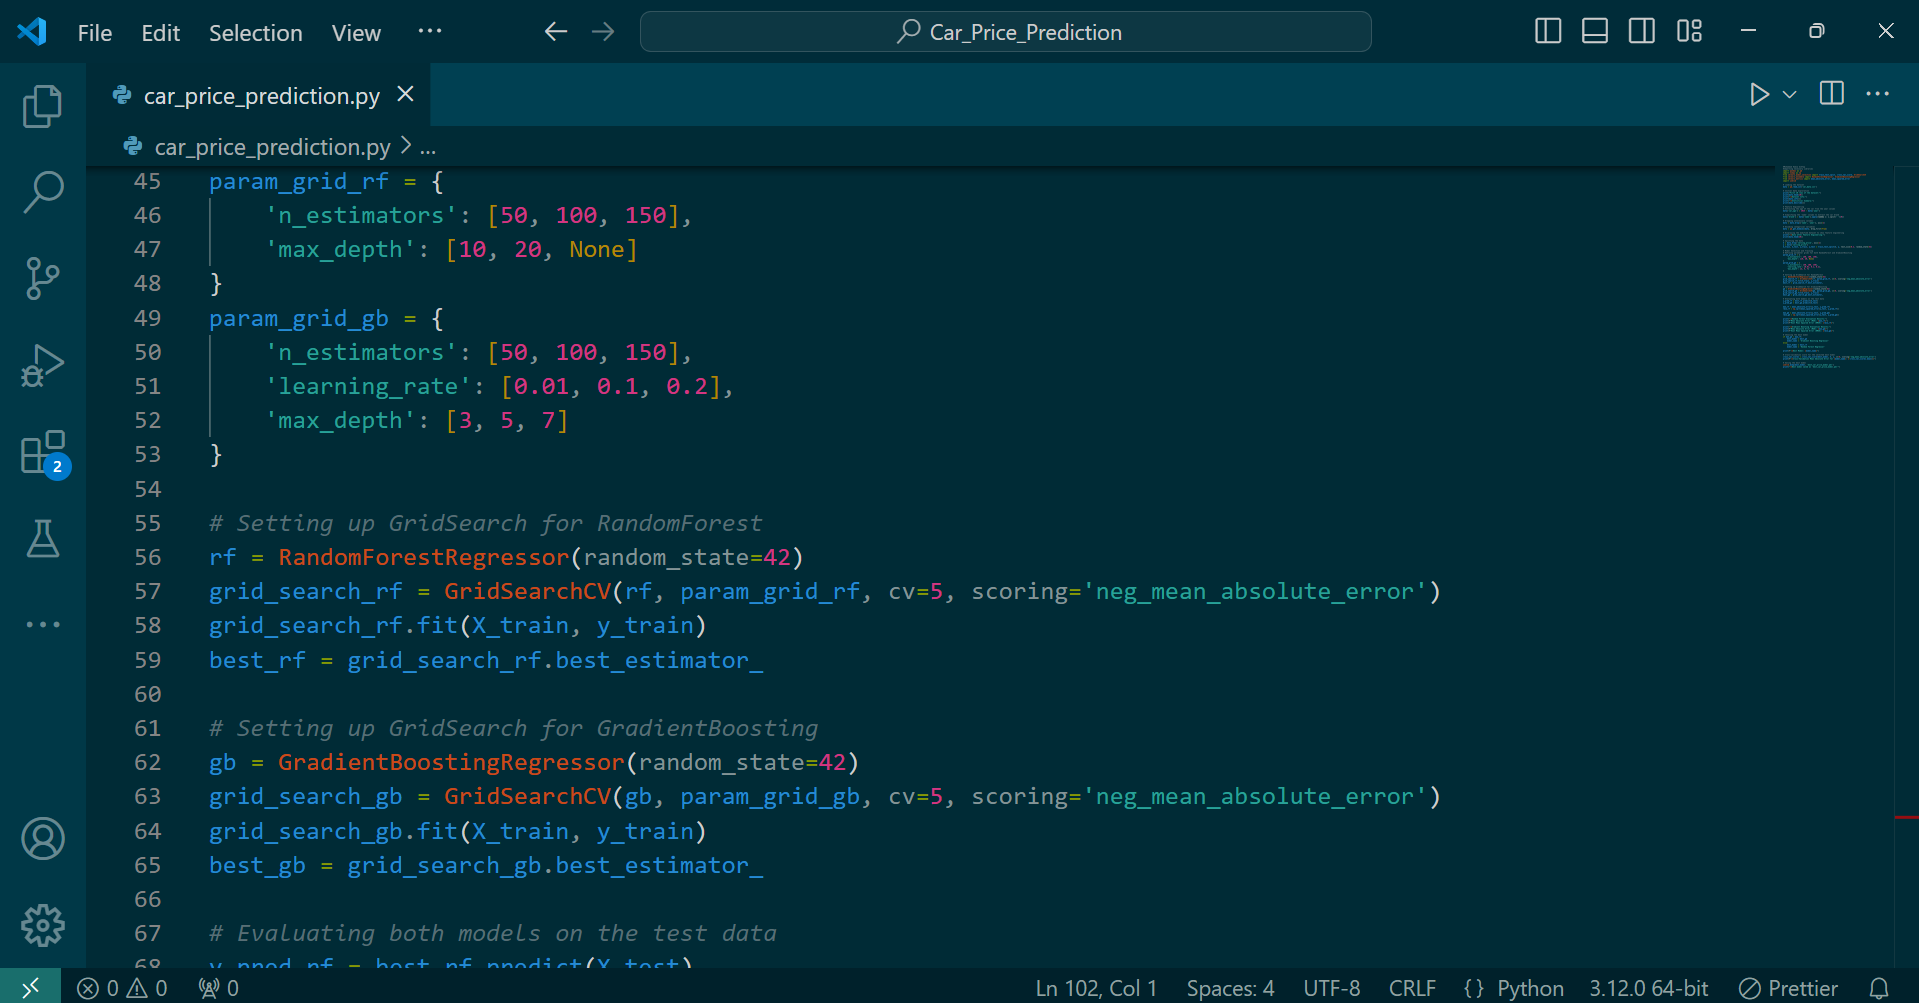 File Edit Selection View ···
Car_Price_Prediction
car_price_prediction.py
car_price_prediction.py > ...
45 param_grid_rf = {
46 'n_estimators': [50, 100, 150],
47 'max_depth': [10, 20, None]
48 }
49 param_grid_gb = {
50 'n_estimators': [50, 100, 150],
51 'learning_rate': [0.01, 0.1, 0.2],
52 'max_depth': [3, 5, 7]
53 }
54
55 # Setting up GridSearch for RandomForest
56 rf = RandomForestRegressor(random_state=42)
57 grid_search_rf = GridSearchCV(rf, param_grid_rf, cv=5, scoring='neg_mean_absolute_error')
58 grid_search_rf.fit(X_train, y_train)
59 best_rf = grid_search_rf.best_estimator_
60
61 # Setting up GridSearch for GradientBoosting
62 gb = GradientBoostingRegressor(random_state=42)
63 grid_search_gb = GridSearchCV(gb, param_grid_gb, cv=5, scoring='neg_mean_absolute_error')
64 grid_search_gb.fit(X_train, y_train)
65 best_gb = grid_search_gb.best_estimator_
66
67 # Evaluating both models on the test data
68 y_pred_rf = best_rf.predict(X_test)
2
0 0 0 Ln 102, Col 1 Spaces: 4 UTF-8 CRLF {} Python 3.12.0 64-bit Prettier